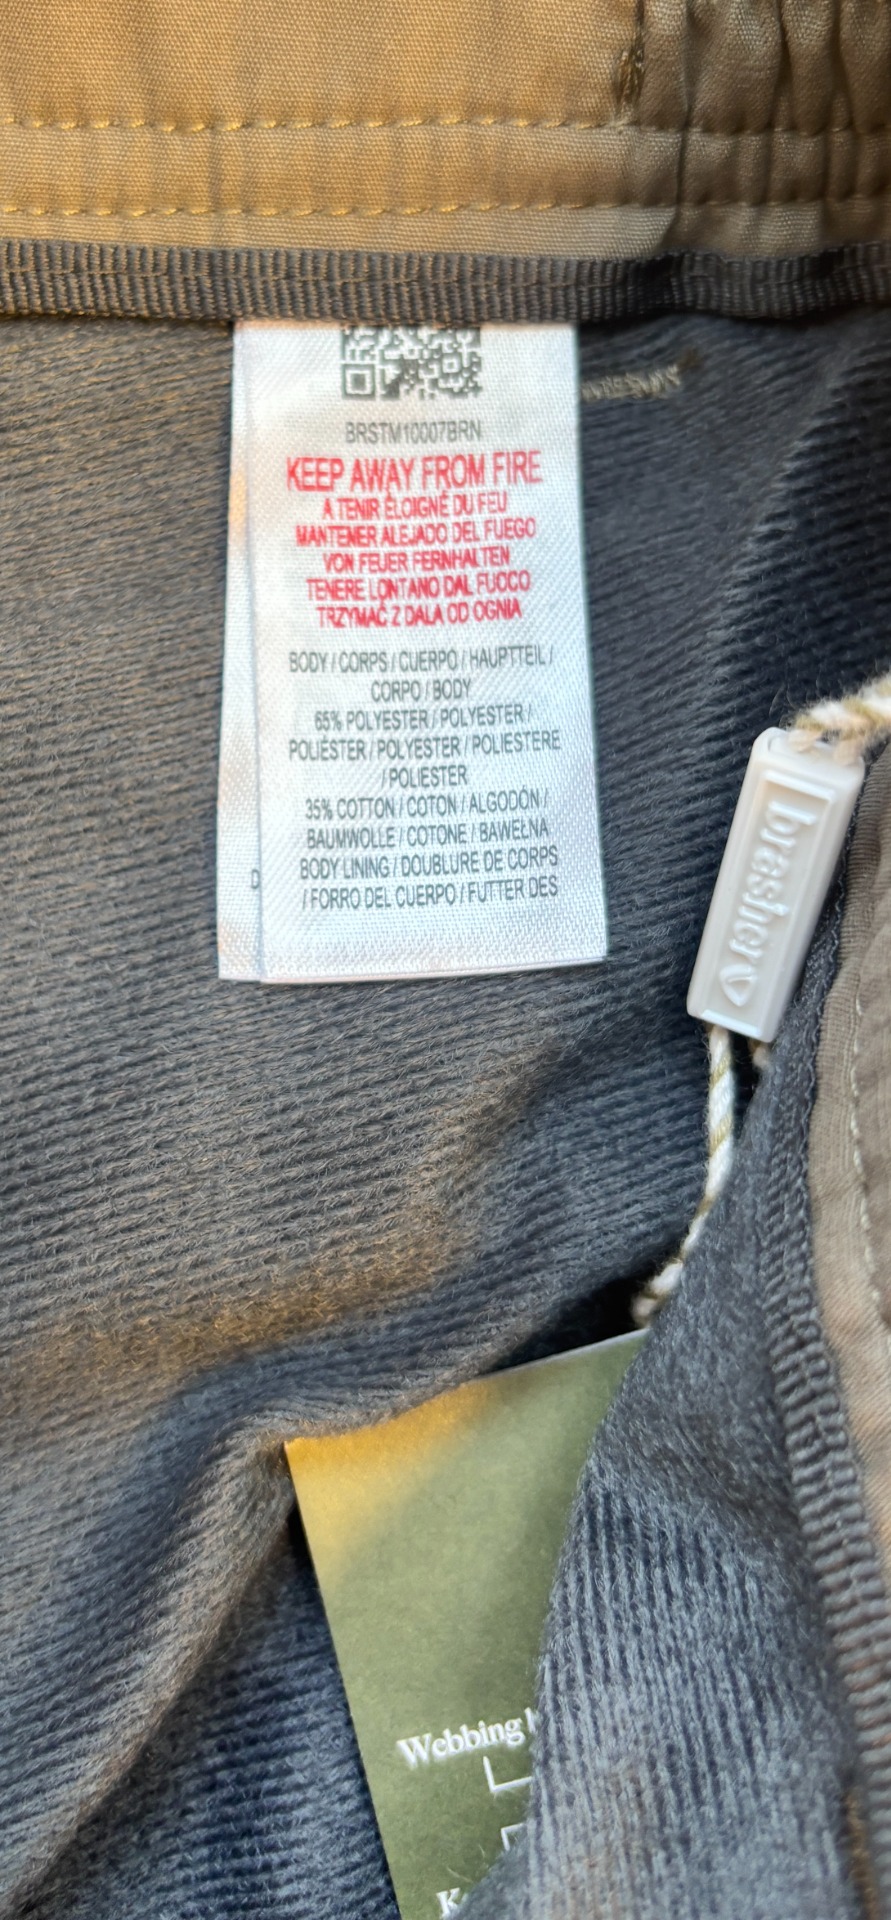 BRSTM10007BRN
KEEP AWAY FROM FIRE
A TENIR ÉLOIGNÉ DU FEU
MANTENER ALEJADO DEL FUEGO
VON FEUER FERNHALTEN
TENERE LONTANO DAL FUOCO
TRZYMAĆ Z DALA OD OGNIA
BODY / CORPS / CUERPO / HAUPTTEIL /
CORPO / BODY
65% POLYESTER / POLYESTER /
POLIÉSTER / POLYESTER / POLIESTERE
/ POLIESTER
35% COTTON / COTON / ALGODÓN /
BAUMWOLLE / COTONE / BAWEŁNA
BODY LINING / DOUBLURE DE CORPS
/ FORRO DEL CUERPO / FUTTER DES
D
brasher
Webbing
K